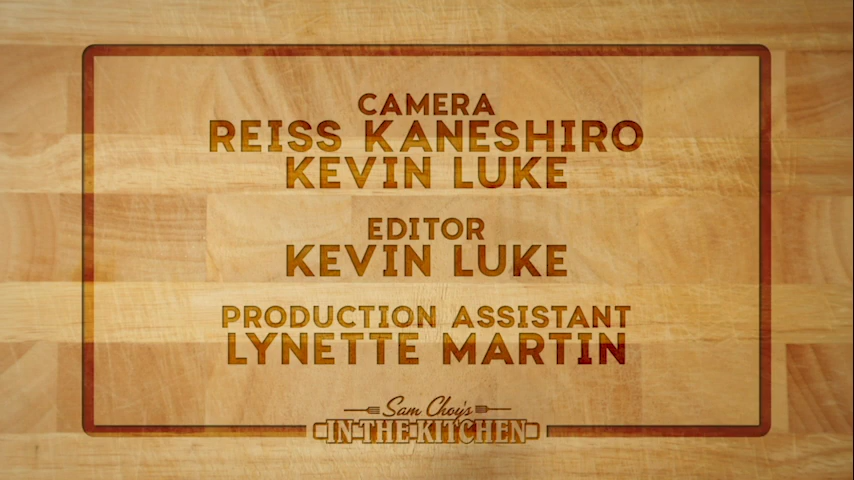 CAMERA
REISS KANESHIRO
KEVIN LUKE
EDITOR
KEVIN LUKE
PRODUCTION ASSISTANT
LYNETTE MARTIN
Sam Choy's
IN THE KITCHEN